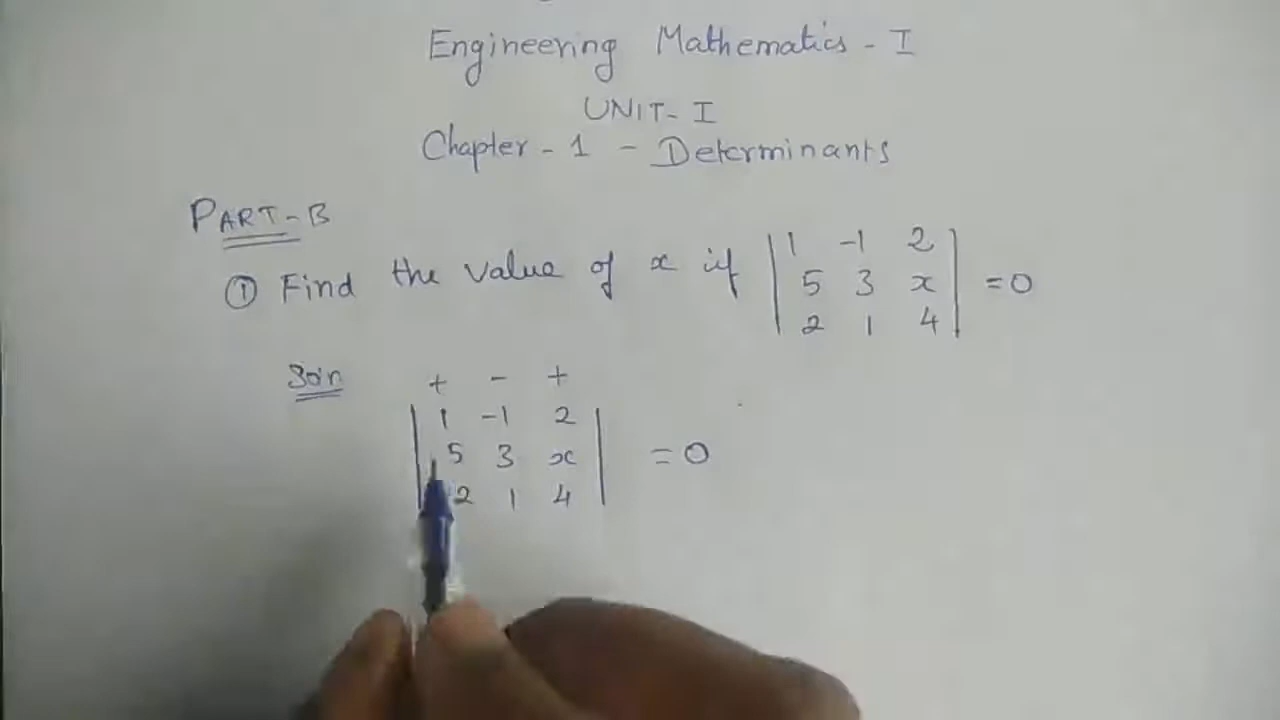 Engineering Mathematics - I
UNIT - I
Chapter - 1 - Determinants
PART - B
① Find the value of x if | 1 -1 2 | = 0
| 5 3 x |
| 2 1 4 |
Soln
+ - +
| 1 -1 2 |
| 5 3 x | = 0
| 2 1 4 |